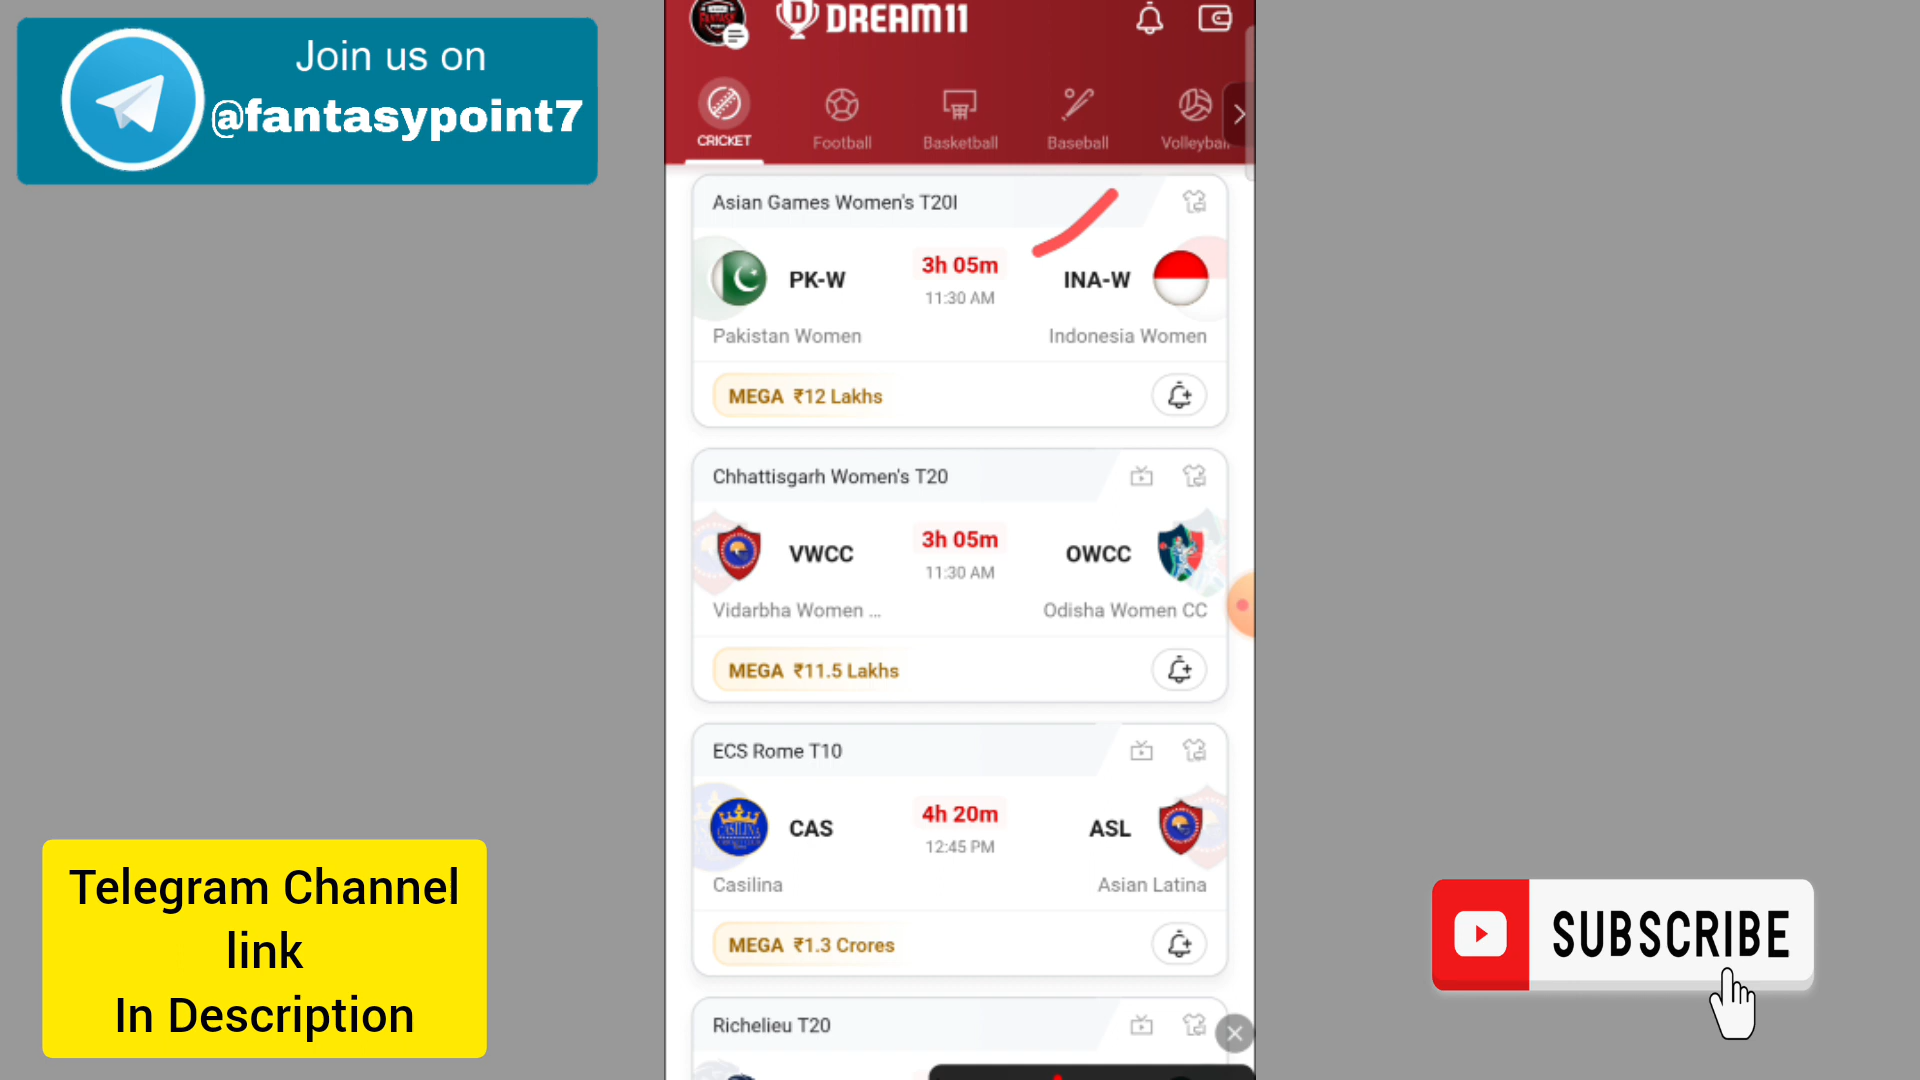 Join us on
@fantasypoint7
DREAM11
CRICKET
Football
Basketball
Baseball
Volleyball
Asian Games Women's T20I
PK-W
3h 05m
INA-W
11:30 AM
Pakistan Women
Indonesia Women
MEGA ₹12 Lakhs
Chhattisgarh Women's T20
VWCC
3h 05m
OWCC
11:30 AM
Vidarbha Women ...
Odisha Women CC
MEGA ₹11.5 Lakhs
ECS Rome T10
CAS
4h 20m
ASL
12:45 PM
Casilina
Asian Latina
MEGA ₹1.3 Crores
Richelieu T20
Telegram Channel
link
In Description
SUBSCRIBE